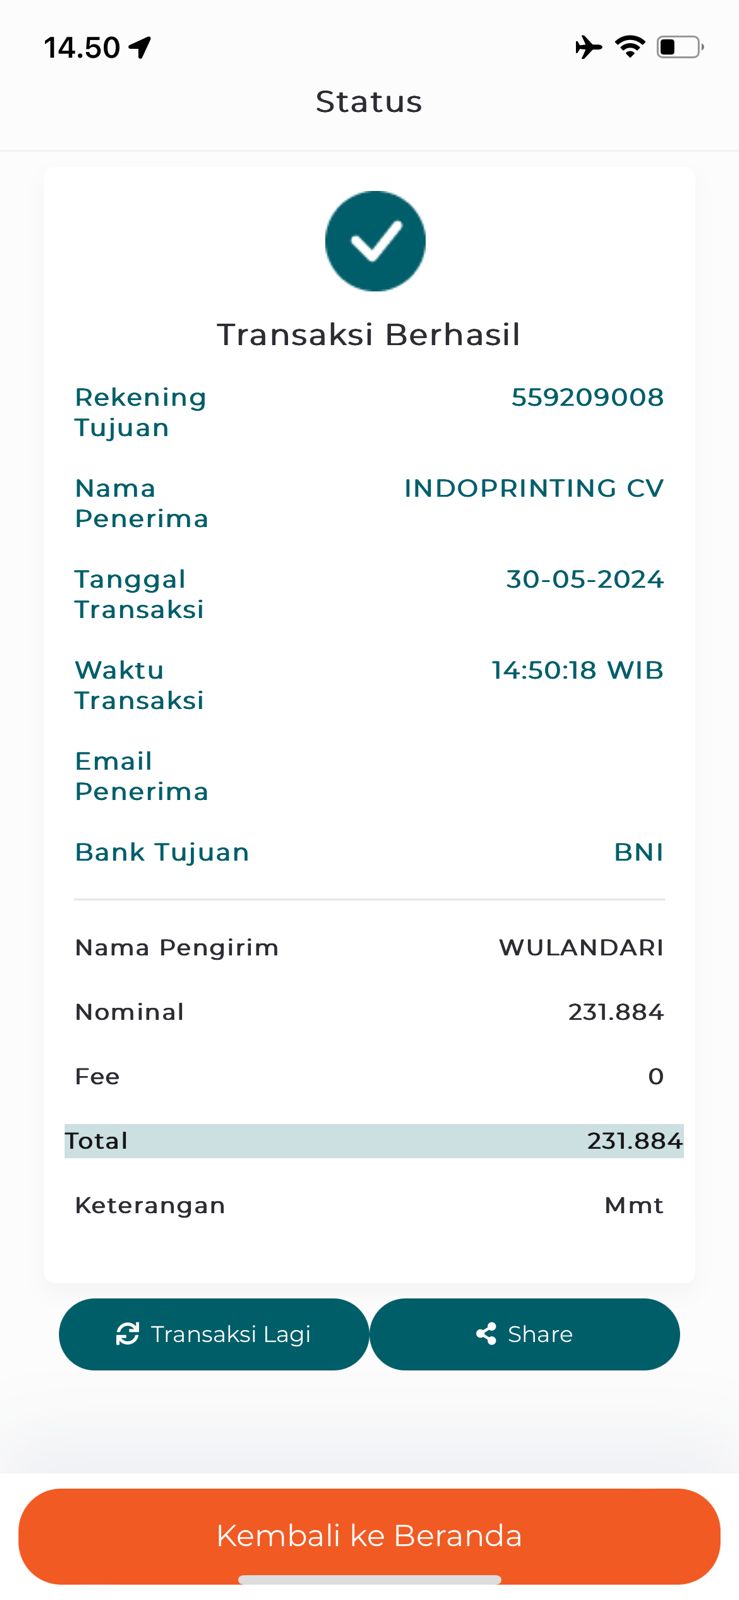 14.50
Status
Transaksi Berhasil
Rekening Tujuan 559209008
Nama Penerima INDOPRINTING CV
Tanggal Transaksi 30-05-2024
Waktu Transaksi 14:50:18 WIB
Email Penerima
Bank Tujuan BNI
Nama Pengirim WULANDARI
Nominal 231.884
Fee 0
Total 231.884
Keterangan Mmt
Transaksi Lagi Share
Kembali ke Beranda